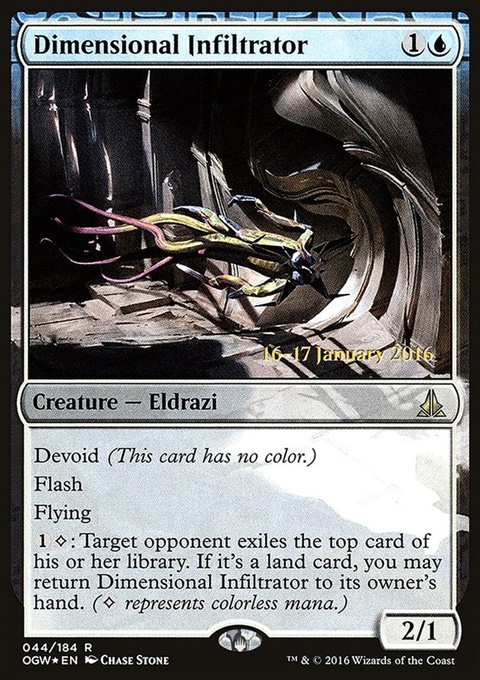 Dimensional Infiltrator 1
16–17 January 2016
Creature — Eldrazi
Devoid (This card has no color.)
Flash
Flying
1 ◇: Target opponent exiles the top card of
his or her library. If it's a land card, you may
return Dimensional Infiltrator to its owner's
hand. (◇ represents colorless mana.)
2/1
044/184 R
OGW★EN Chase Stone
™ & © 2016 Wizards of the Coast